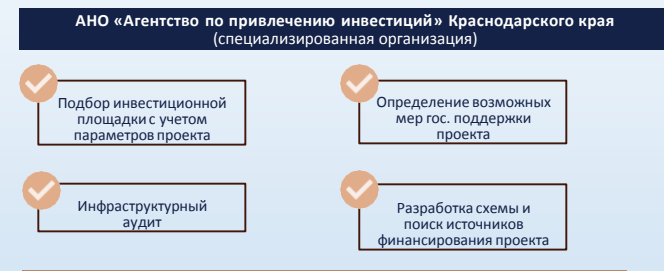 АНО «Агентство по привлечению инвестиций» Краснодарского края
(специализированная организация)
Подбор инвестиционной
площадки с учетом
параметров проекта
Определение возможных
мер гос. поддержки
проекта
Инфраструктурный
аудит
Разработка схемы и
поиск источников
финансирования проекта